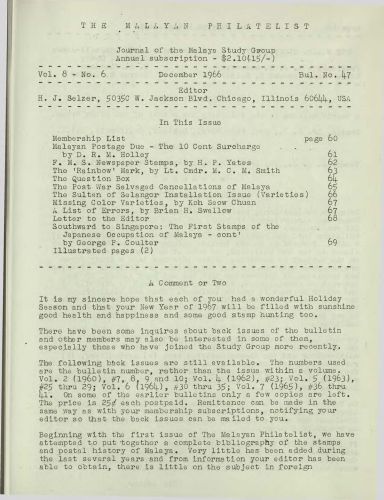 THE MALAYAN PHILATELIST
Journal of the Malaya Study Group
Annual subscription - $2.10(15/-)
Vol. 8 - No. 6 December 1966 Bul. No. 47
Editor
H. J. Selzer, 5035C W. Jackson Blvd. Chicago, Illinois 60644, USA
In This Issue
Membership List page 60
Malayan Postage Due - The 10 Cent Surcharge
by D. R. M. Holley 61
F. M. S. Newspaper Stamps, by H. P. Yates 62
The 'Rainbow' Mark, by Lt. Cmdr. M. C. M. Smith 63
The Question Box 64
The Post War Salvaged Cancellations of Malaya 65
The Sultan of Selangor Installation Issue (Varieties) 66
Missing Color Varieties, by Koh Seow Chuan 67
A List of Errors, by Brian H. Swallow 67
Letter to the Editor 68
Southward to Singapore: The First Stamps of the
Japanese Occupation of Malaya - cont'
by George F. Coulter 69
Illustrated pages (2)
A Comment or Two
It is my sincere hope that each of you had a wonderful Holiday
Season and that your New Year of 1967 will be filled with sunshine
good health and happiness and some good stamp hunting too.
There have been some inquires about back issues of the bulletin
and other members may also be interested in some of them,
especially those who have joined the Study Group more recently.
The following back issues are still available. The numbers used
are the bulletin number, rather than the issue within a volume.
Vol. 2 (1960), #7, 8, 9 and 10; Vol. 4 (1962), #23; Vol. 5 (1963),
#25 thru 29; Vol. 6 (1964), #30 thru 35; Vol. 7 (1965), #36 thru
41. On some of the earlier bulletins only a few copies are left.
The price is 25¢ each postpaid. Remittance can be made in the
same way as with your membership subscriptions, notifying your
editor so that the back issues can be mailed to you.
Beginning with the first issue of The Malayan Philatelist, we have
attempted to put together a complete bibliography of the stamps
and postal history of Malaya. Very little has been added during
the last several years and from information your editor has been
able to obtain, there is little on the subject in foreign